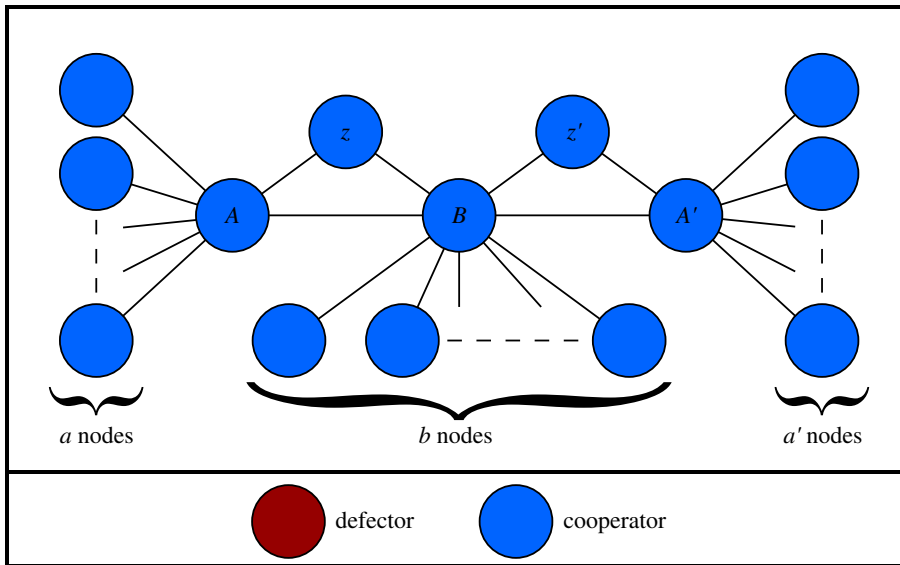 z
z′
A
B
A′
a nodes
b nodes
a′ nodes
defector
cooperator